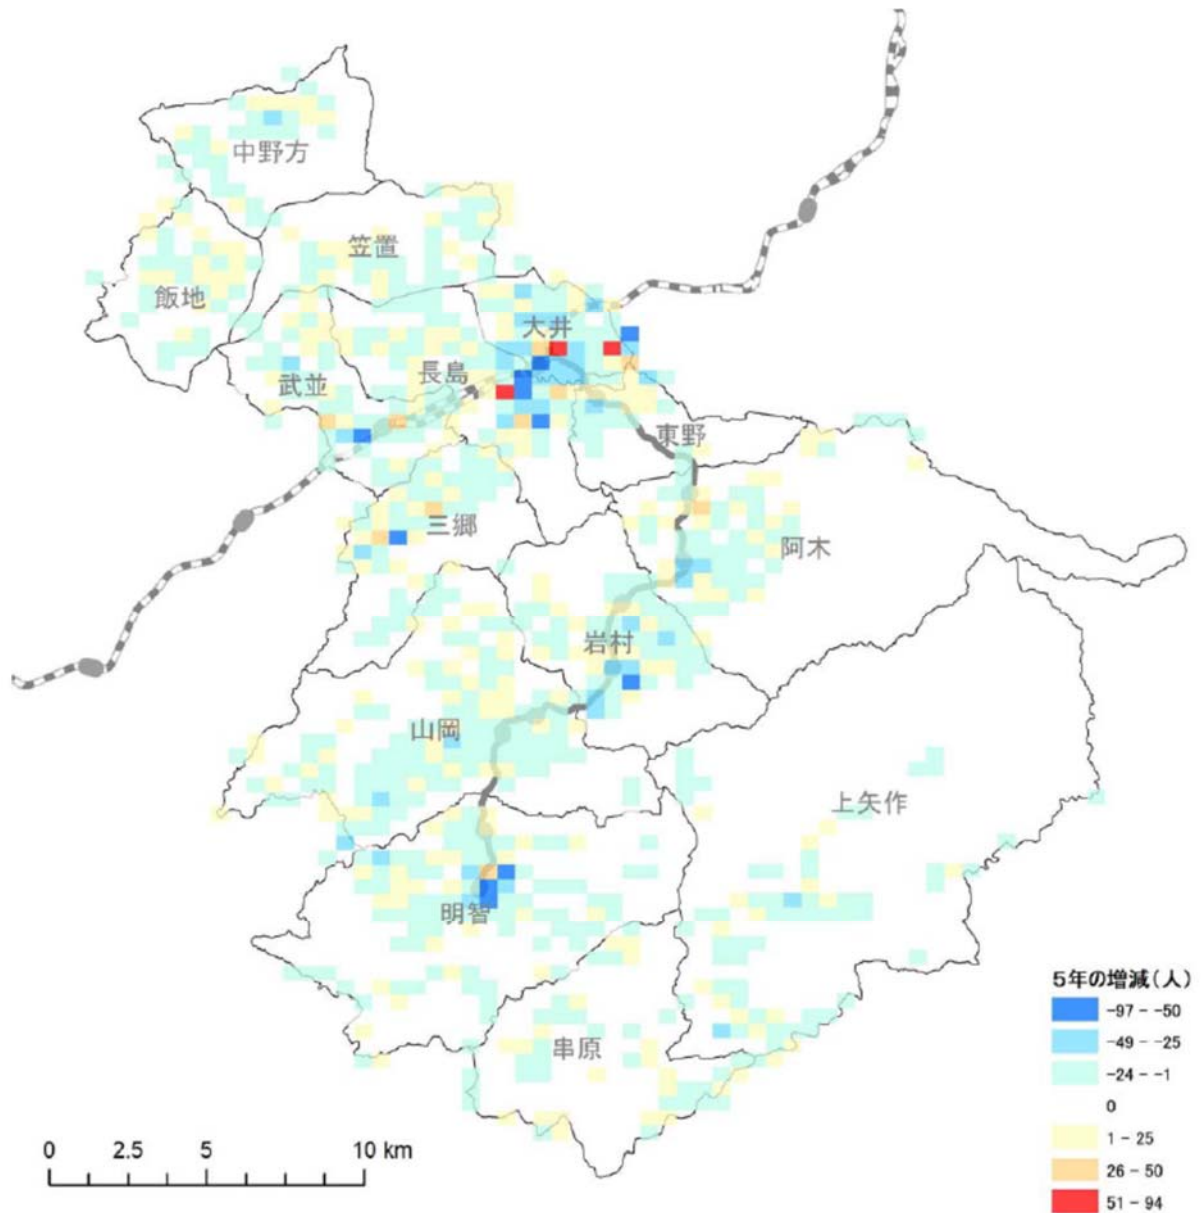 中野方
笠置
飯地
大井
長島
武並
東野
三郷
阿木
岩村
山岡
上矢作
明智
串原
5年の増減(人)
-97 - -50
-49 - -25
-24 - -1
0
1 - 25
26 - 50
51 - 94
0 2.5 5 10 km